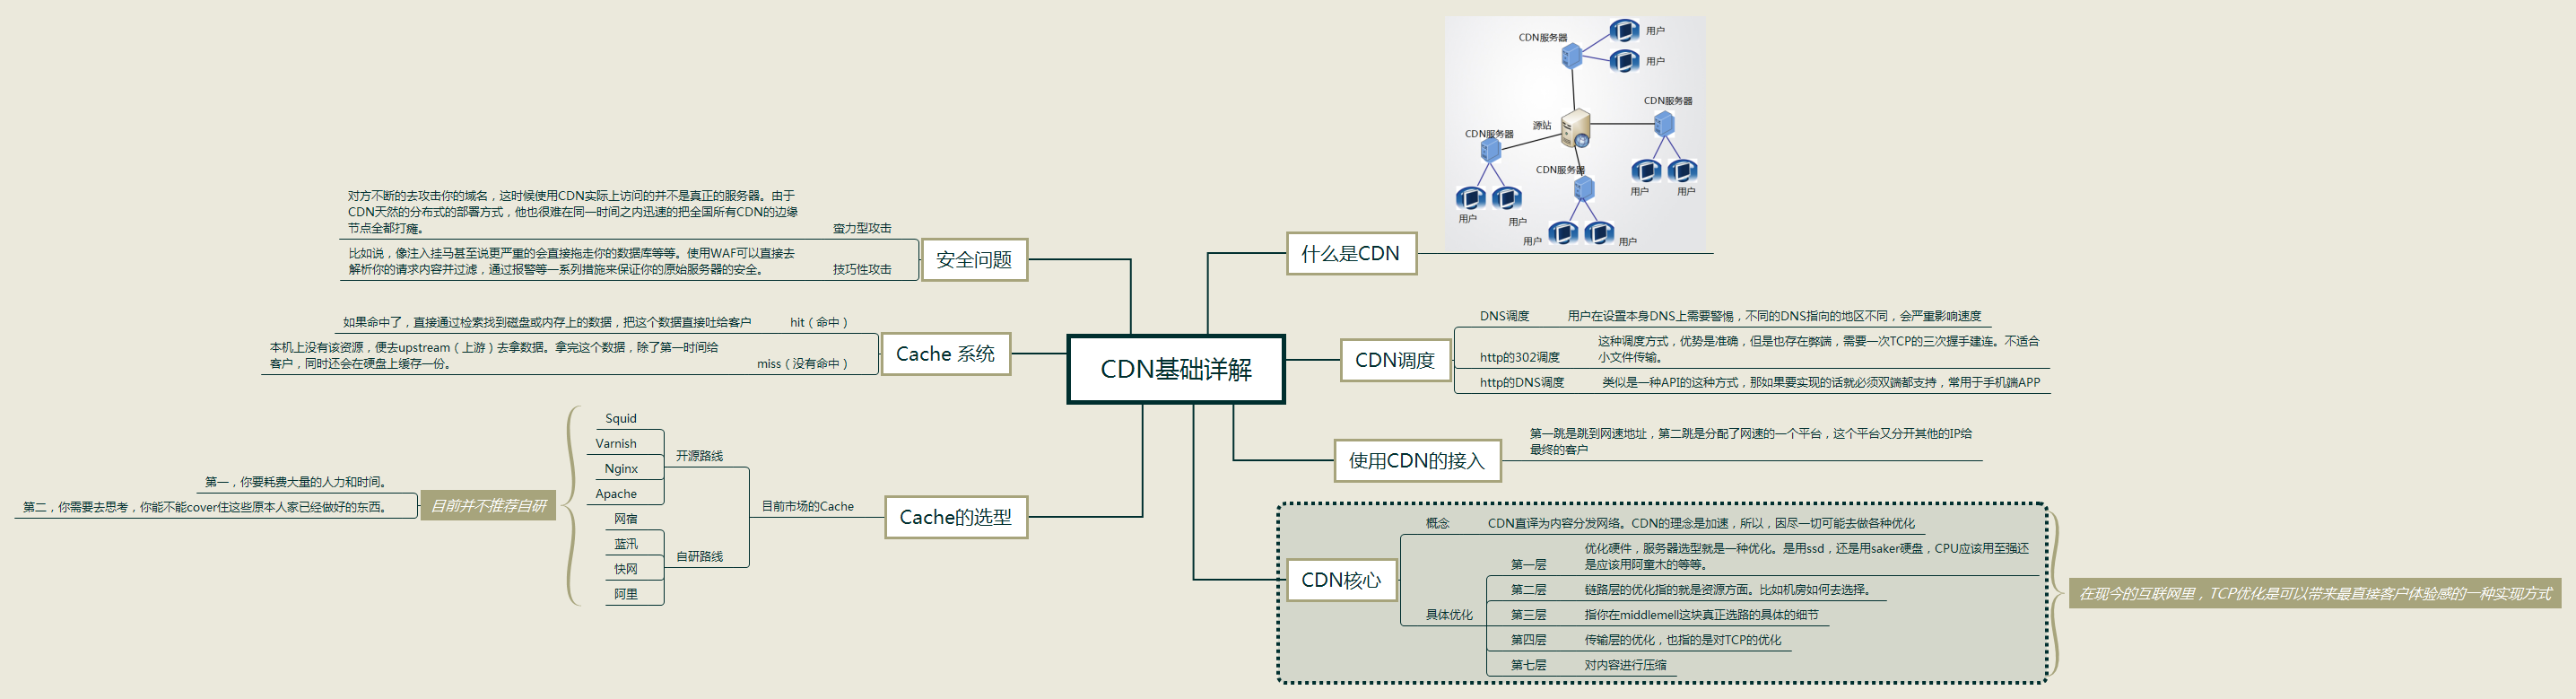 CDN基础详解
什么是CDN
CDN服务器
用户
用户
CDN服务器
源站
CDN服务器
CDN服务器
用户
用户
用户
用户
用户
用户
CDN调度
DNS调度
用户在设置本身DNS上需要警惕，不同的DNS指向的地区不同，会严重影响速度
http的302调度
这种调度方式，优势是准确，但是也存在弊端，需要一次TCP的三次握手建连。不适合
小文件传输。
http的DNS调度
类似是一种API的这种方式，那如果要实现的话就必须双端都支持，常用于手机端APP
使用CDN的接入
第一跳是跳到网速地址，第二跳是分配了网速的一个平台，这个平台又分开其他的IP给
最终的客户
CDN核心
概念
CDN直译为内容分发网络。CDN的理念是加速，所以，因尽一切可能去做各种优化
具体优化
第一层
优化硬件，服务器选型就是一种优化。是用ssd，还是用saker硬盘，CPU应该用至强还
是应该用阿童木的等等。
第二层
链路层的优化指的就是资源方面。比如机房如何去选择。
第三层
指你在middlemell这块真正选路的具体的细节
第四层
传输层的优化，也指的是对TCP的优化
第七层
对内容进行压缩
在现今的互联网里，TCP优化是可以带来最直接客户体验感的一种实现方式
安全问题
蛮力型攻击
对方不断的去攻击你的域名，这时候使用CDN实际上访问的并不是真正的服务器。由于
CDN天然的分布式的部署方式，他也很难在同一时间之内迅速的把全国所有CDN的边缘
节点全都打瘫。
技巧性攻击
比如说，像注入挂马甚至说更严重的会直接拖走你的数据库等等。使用WAF可以直接去
解析你的请求内容并过滤，通过报警等一系列措施来保证你的原始服务器的安全。
Cache 系统
hit（命中）
如果命中了，直接通过检索找到磁盘或内存上的数据，把这个数据直接吐给客户
miss（没有命中）
本机上没有该资源，便去upstream（上游）去拿数据。拿完这个数据，除了第一时间给
客户，同时还会在硬盘上缓存一份。
Cache的选型
目前市场的Cache
开源路线
Squid
Varnish
Nginx
Apache
自研路线
网宿
蓝汛
快网
阿里
目前并不推荐自研
第一，你要耗费大量的人力和时间。
第二，你需要去思考，你能不能cover住这些原本人家已经做好的东西。